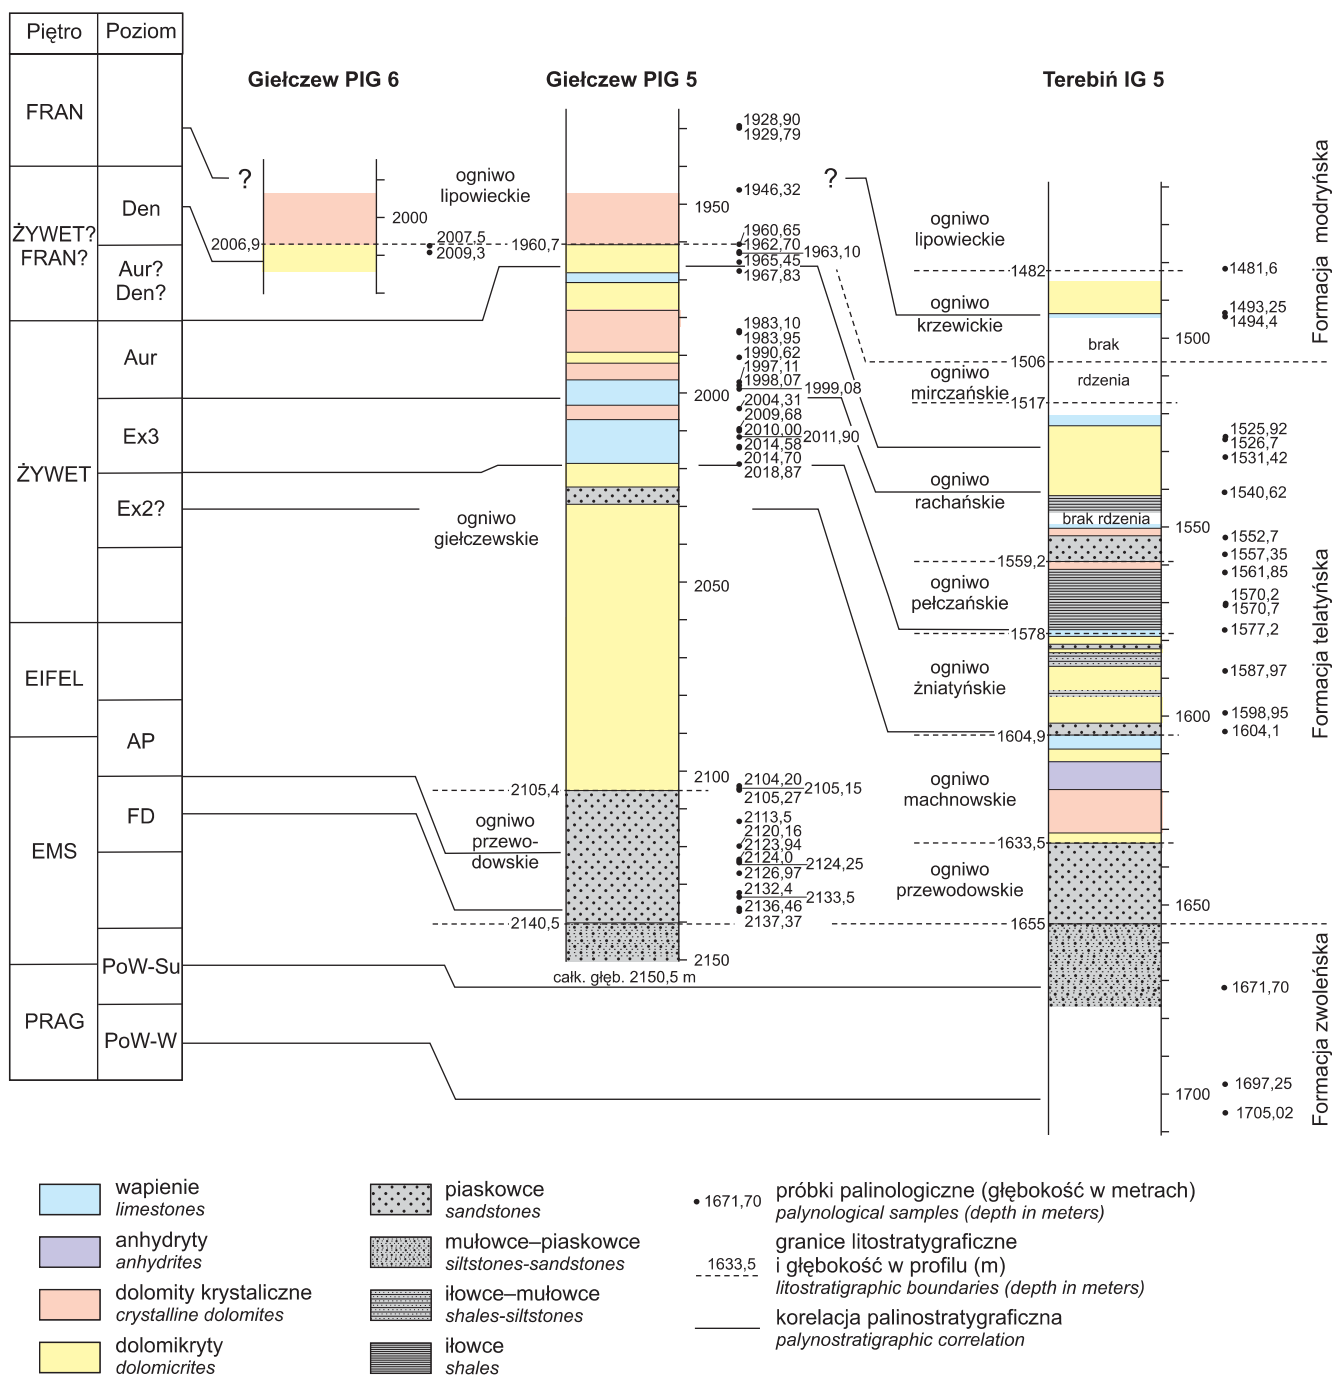 Piętro
Poziom
FRAN
ŻYWET?
FRAN?
ŻYWET
EIFEL
EMS
PRAG
Den
Aur?
Den?
Aur
Ex3
Ex2?
AP
FD
PoW-Su
PoW-W
Giełczew PIG 6
?
2000
2006,9
2007,5
2009,3
ogniwo
lipowieckie
ogniwo
giełczewskie
ogniwo
przewo-
dowskie
Giełczew PIG 5
1960,7
2105,4
2140,5
1950
2000
2050
2100
2150
całk. głęb. 2150,5 m
1928,90
1929,79
1946,32
1960,65
1962,70
1963,10
1965,45
1967,83
1983,10
1983,95
1990,62
1997,11
1998,07
1999,08
2004,31
2009,68
2010,00
2011,90
2014,58
2014,70
2018,87
2104,20
2105,15
2105,27
2113,5
2120,16
2123,94
2124,0
2124,25
2126,97
2132,4
2133,5
2136,46
2137,37
Terebiń IG 5
?
ogniwo
lipowieckie
1482
ogniwo
krzewickie
1506
ogniwo
mirczańskie
1517
ogniwo
rachańskie
1559,2
ogniwo
pełczańskie
1578
ogniwo
żniatyńskie
1604,9
ogniwo
machnowskie
1633,5
ogniwo
przewodowskie
1655
brak
rdzenia
brak rdzenia
1500
1550
1600
1650
1700
1481,6
1493,25
1494,4
1525,92
1526,7
1531,42
1540,62
1552,7
1557,35
1561,85
1570,2
1570,7
1577,2
1587,97
1598,95
1604,1
1671,70
1697,25
1705,02
Formacja modryńska
Formacja telatyńska
Formacja zwoleńska
wapienie
limestones
anhydryty
anhydrites
dolomity krystaliczne
crystalline dolomites
dolomikryty
dolomicrites
piaskowce
sandstones
mułowce–piaskowce
siltstones-sandstones
iłowce–mułowce
shales-siltstones
iłowce
shales
1671,70
próbki palinologiczne (głębokość w metrach)
palynological samples (depth in meters)
1633,5
granice litostratygraficzne
i głębokość w profilu (m)
litostratigraphic boundaries (depth in meters)
korelacja palinostratygraficzna
palynostratigraphic correlation